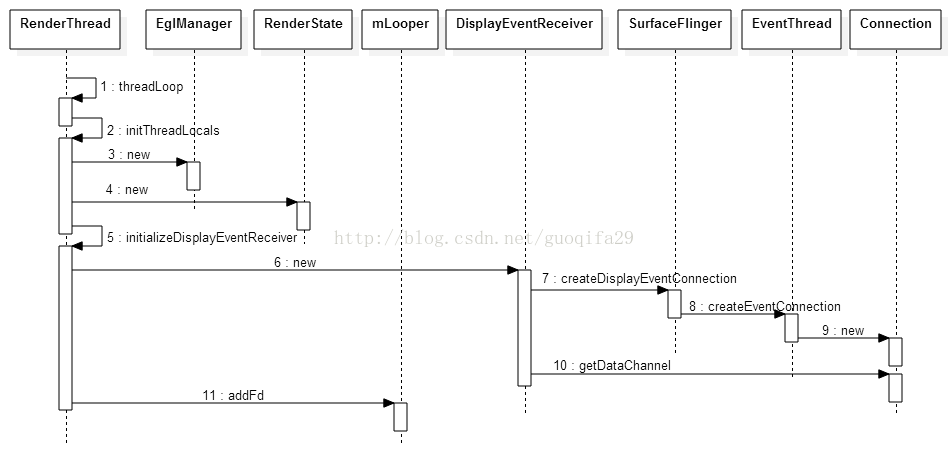 RenderThread
EglManager
RenderState
mLooper
DisplayEventReceiver
SurfaceFlinger
EventThread
Connection
1 : threadLoop
2 : initThreadLocals
3 : new
4 : new
5 : initializeDisplayEventReceiver
http://blog.csdn.net/guoqifa29
6 : new
7 : createDisplayEventConnection
8 : createEventConnection
9 : new
10 : getDataChannel
11 : addFd